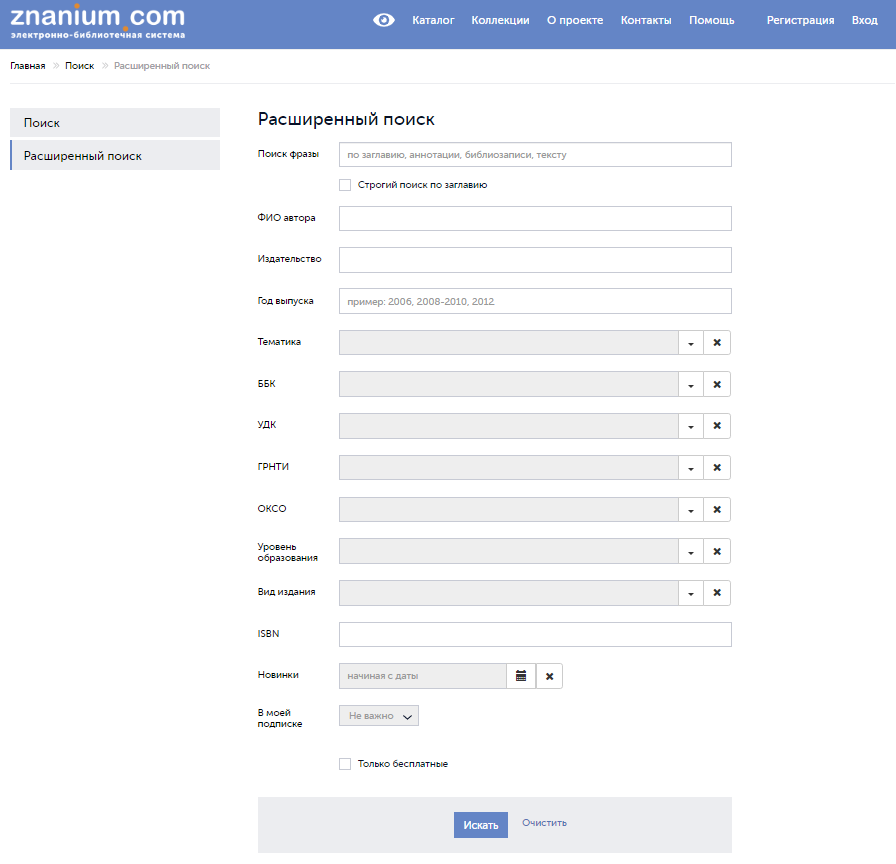 znanium.com
электронно-библиотечная система
Каталог Коллекции О проекте Контакты Помощь Регистрация Вход
Главная » Поиск » Расширенный поиск
Поиск
Расширенный поиск
Расширенный поиск
Поиск фразы по заглавию, аннотации, библиозаписи, тексту
Строгий поиск по заглавию
ФИО автора
Издательство
Год выпуска пример: 2006, 2008-2010, 2012
Тематика
ББК
УДК
ГРНТИ
ОКСО
Уровень
образования
Вид издания
ISBN
Новинки начиная с даты
В моей
подписке
Не важно
Только бесплатные
Искать Очистить